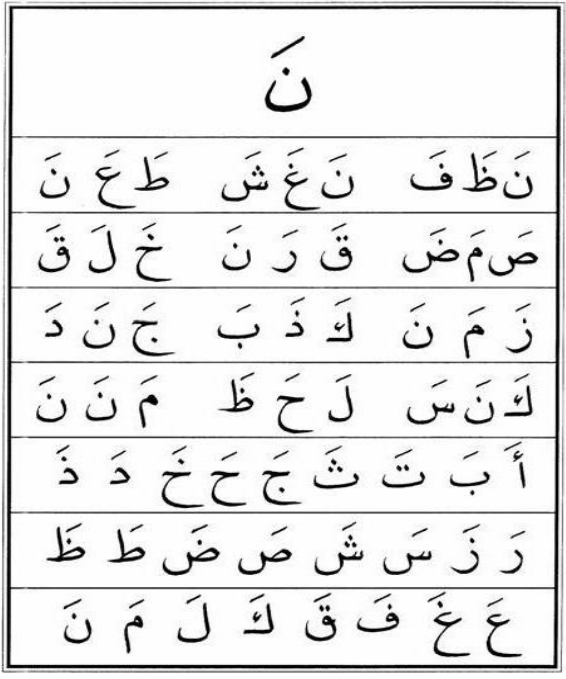 نَ
نَ ظَ فَ نَ غَ شَ طَ عَ نَ
صَ مَ ضَ قَ رَ نَ خَ لَ قَ
زَ مَ نَ كَ ذَ بَ جَ نَ دَ
كَ نَ سَ لَ حَ ظَ مَ نَ نَ
أَ بَ تَ ثَ جَ حَ خَ دَ ذَ
رَ زَ سَ شَ صَ ضَ طَ ظَ
عَ غَ فَ قَ كَ لَ مَ نَ